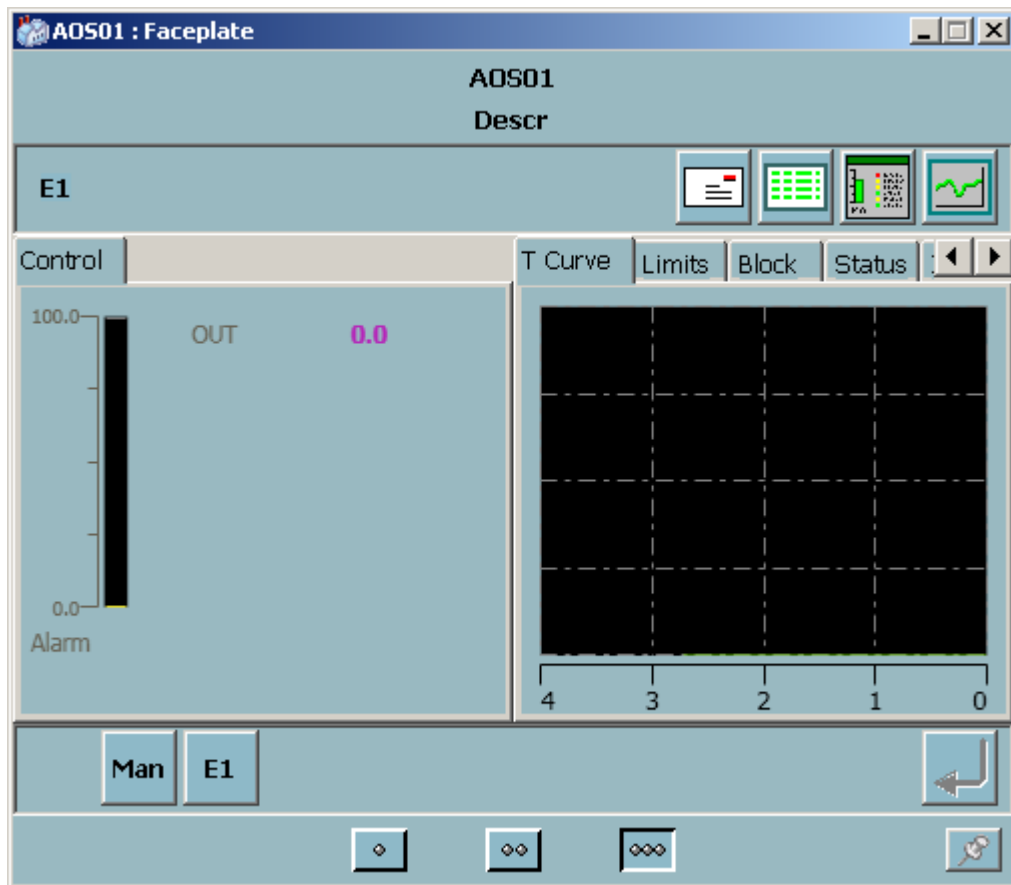 AOS01 : Faceplate
AOS01
Descr
E1
Control
T Curve Limits Block Status
100.0
OUT 0.0
0.0
Alarm
4 3 2 1 0
Man E1